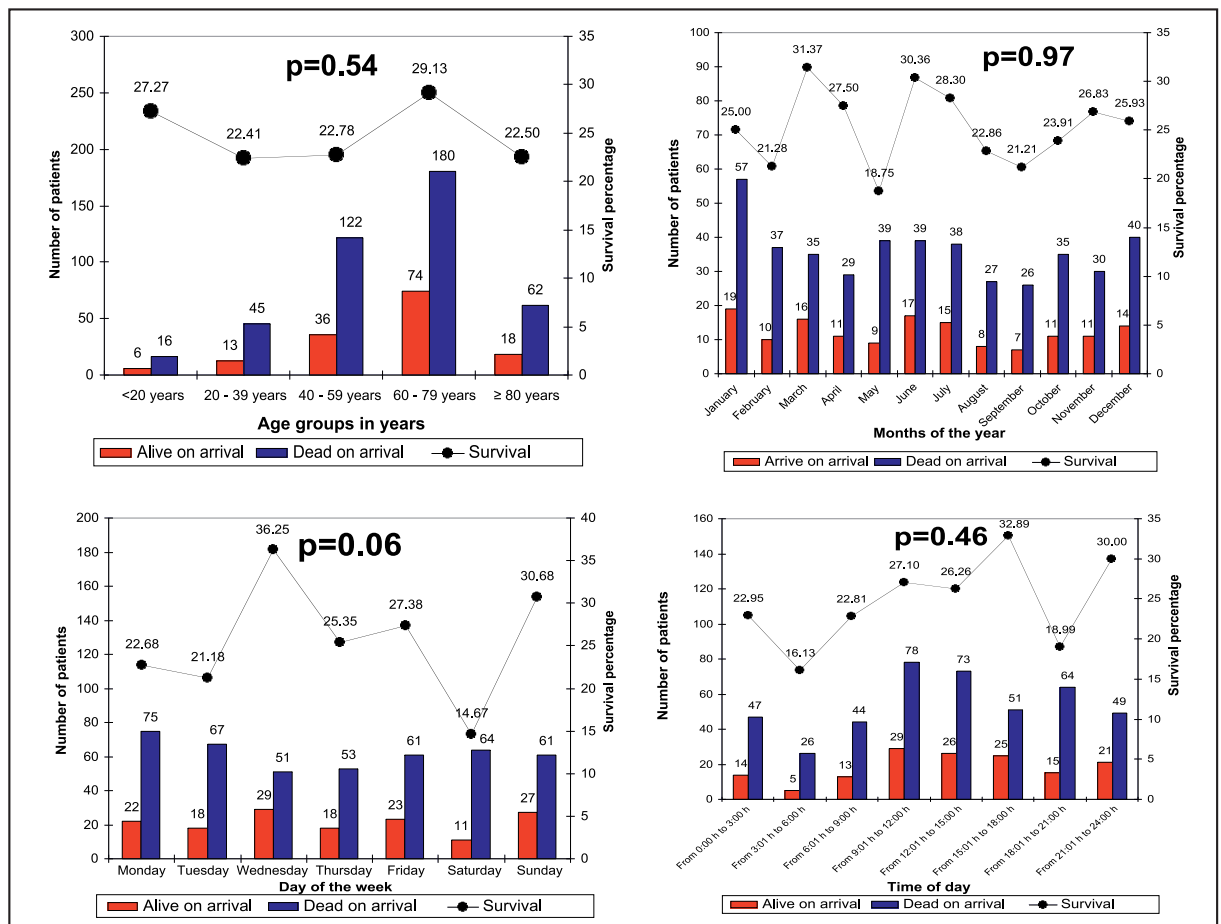 p=0.54
Number of patients
Survival percentage
300
250
200
150
100
50
0
35
30
25
20
15
10
5
0
27.27
22.41
22.78
29.13
22.50
6
16
13
45
36
122
74
180
18
62
<20 years
20 - 39 years
40 - 59 years
60 - 79 years
≥ 80 years
Age groups in years
Alive on arrival
Dead on arrival
Survival
p=0.97
Number of patients
Survival percentage
100
90
80
70
60
50
40
30
20
10
0
35
30
25
20
15
10
5
0
25.00
21.28
31.37
27.50
18.75
30.36
28.30
22.86
21.21
23.91
26.83
25.93
19
57
10
37
16
35
11
29
9
39
17
39
15
38
8
27
7
26
11
35
11
30
14
40
January
February
March
April
May
June
July
August
September
October
November
December
Months of the year
Arrive on arrival
Dead on arrival
Survival
p=0.06
Number of patients
Survival percentage
200
180
160
140
120
100
80
60
40
20
0
40
35
30
25
20
15
10
5
0
22.68
21.18
36.25
25.35
27.38
14.67
30.68
22
75
18
67
29
51
18
53
23
61
11
64
27
61
Monday
Tuesday
Wednesday
Thursday
Friday
Saturday
Sunday
Day of the week
Alive on arrival
Dead on arrival
Survival
p=0.46
Number of patients
Survival percentage
160
140
120
100
80
60
40
20
0
35
30
25
20
15
10
5
0
22.95
16.13
22.81
27.10
26.26
32.89
18.99
30.00
14
47
5
26
13
44
29
78
26
73
25
51
15
64
21
49
From 0:00 h to 3:00 h
From 3:01 h to 6:00 h
From 6:01 h to 9:00 h
From 9:01 h to 12:00 h
From 12:01 h to 15:00 h
From 15:01 h to 18:00 h
From 18:01 h to 21:00 h
From 21:01 h to 24:00 h
Time of day
Alive on arrival
Dead on arrival
Survival